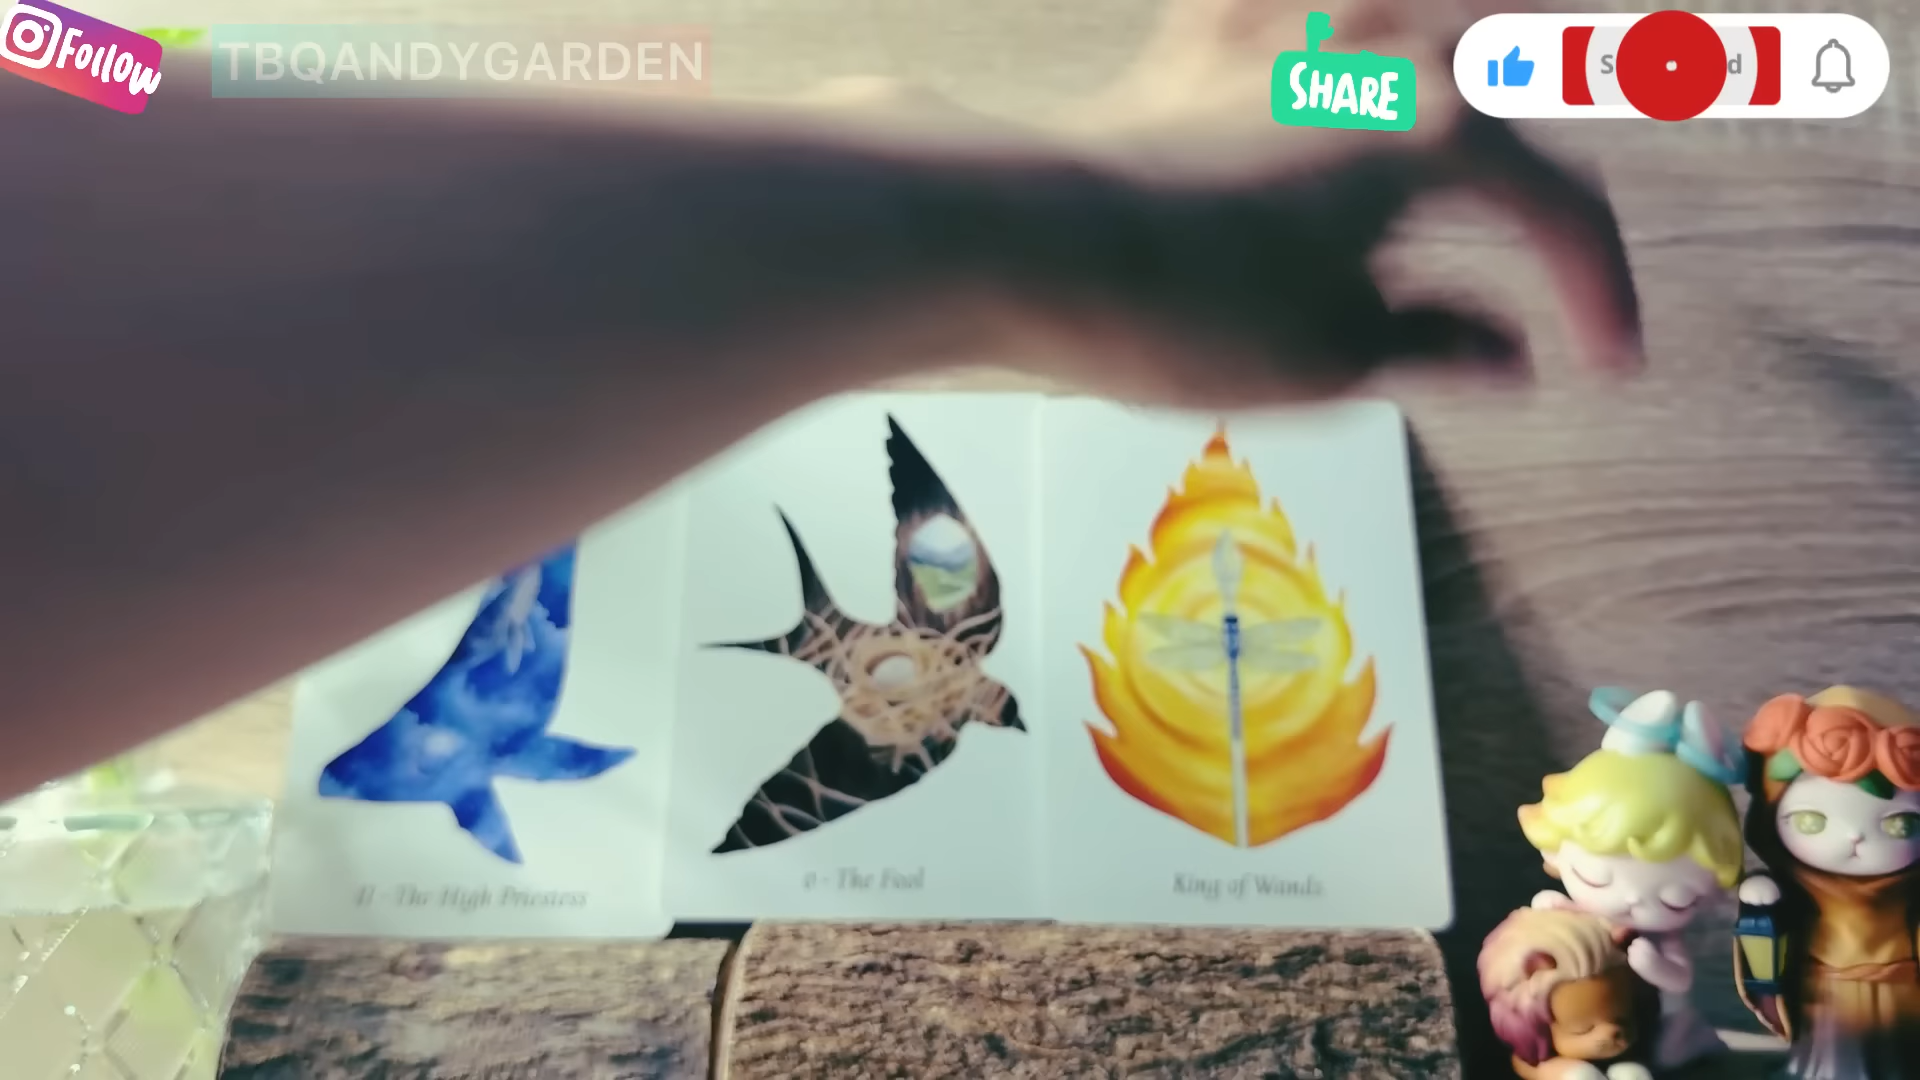 Follow
TBQANDYGARDEN
SHARE
II - The High Priestess
0 - The Fool
King of Wands